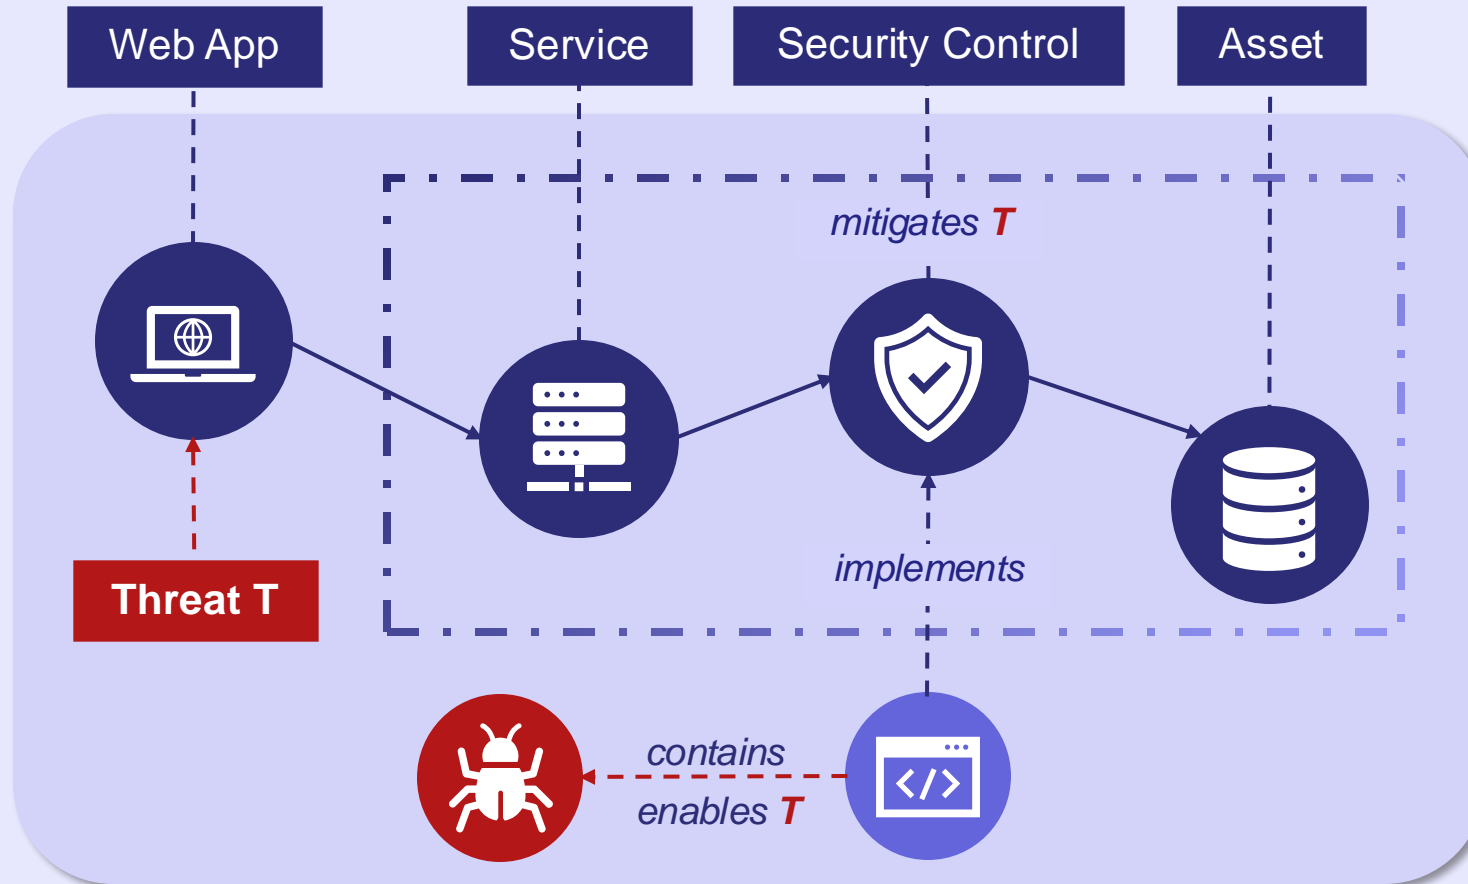 Web App
Service
Security Control
Asset
mitigates T
Threat T
implements
contains
enables T
</>